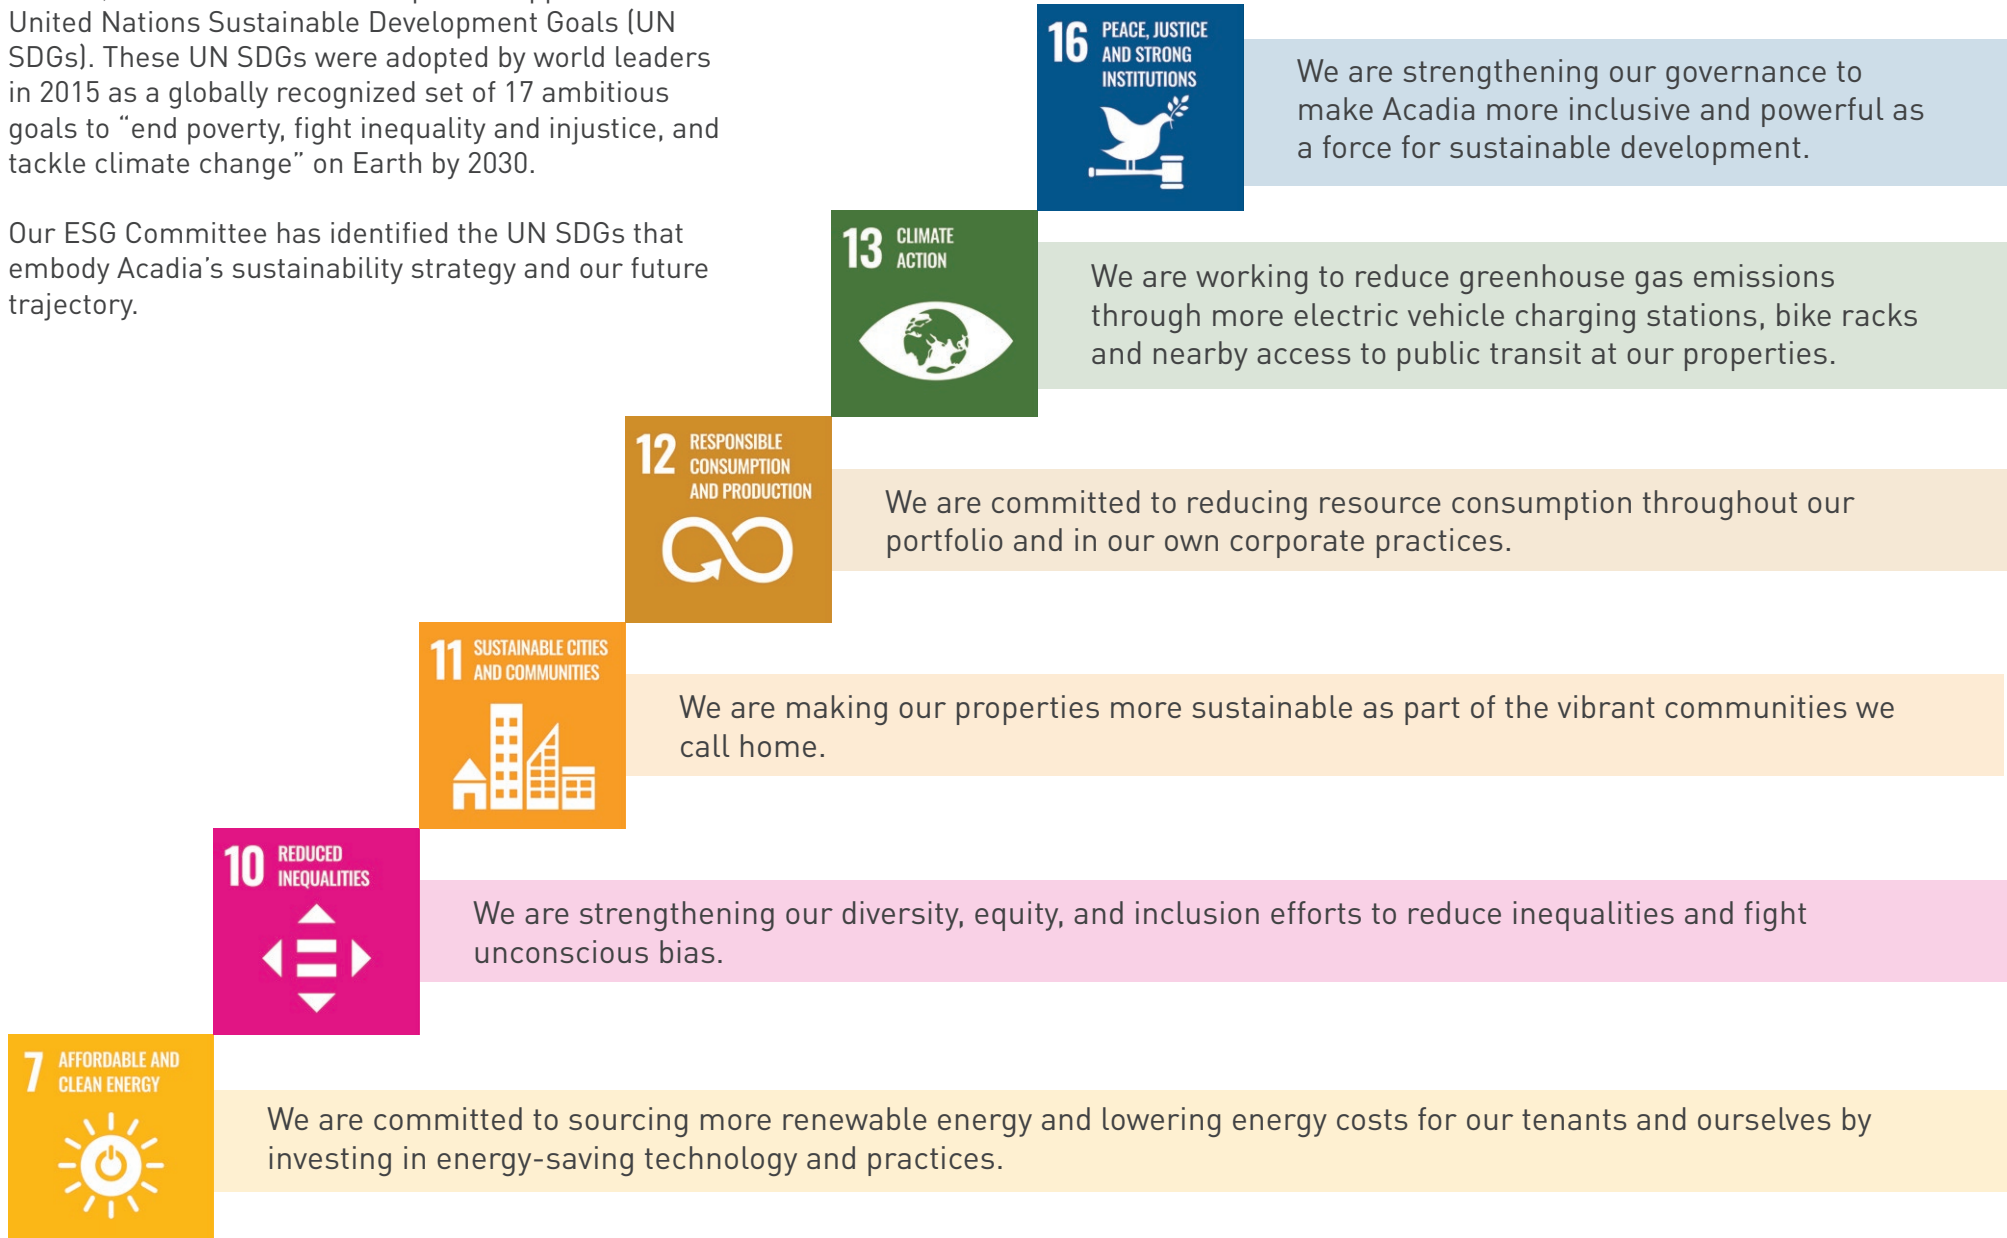 United Nations Sustainable Development Goals (UN
SDGs). These UN SDGs were adopted by world leaders
in 2015 as a globally recognized set of 17 ambitious
goals to “end poverty, fight inequality and injustice, and
tackle climate change” on Earth by 2030.
Our ESG Committee has identified the UN SDGs that
embody Acadia’s sustainability strategy and our future
trajectory.
16 PEACE, JUSTICE
AND STRONG
INSTITUTIONS
We are strengthening our governance to
make Acadia more inclusive and powerful as
a force for sustainable development.
13 CLIMATE
ACTION
We are working to reduce greenhouse gas emissions
through more electric vehicle charging stations, bike racks
and nearby access to public transit at our properties.
12 RESPONSIBLE
CONSUMPTION
AND PRODUCTION
We are committed to reducing resource consumption throughout our
portfolio and in our own corporate practices.
11 SUSTAINABLE CITIES
AND COMMUNITIES
We are making our properties more sustainable as part of the vibrant communities we
call home.
10 REDUCED
INEQUALITIES
We are strengthening our diversity, equity, and inclusion efforts to reduce inequalities and fight
unconscious bias.
7 AFFORDABLE AND
CLEAN ENERGY
We are committed to sourcing more renewable energy and lowering energy costs for our tenants and ourselves by
investing in energy-saving technology and practices.